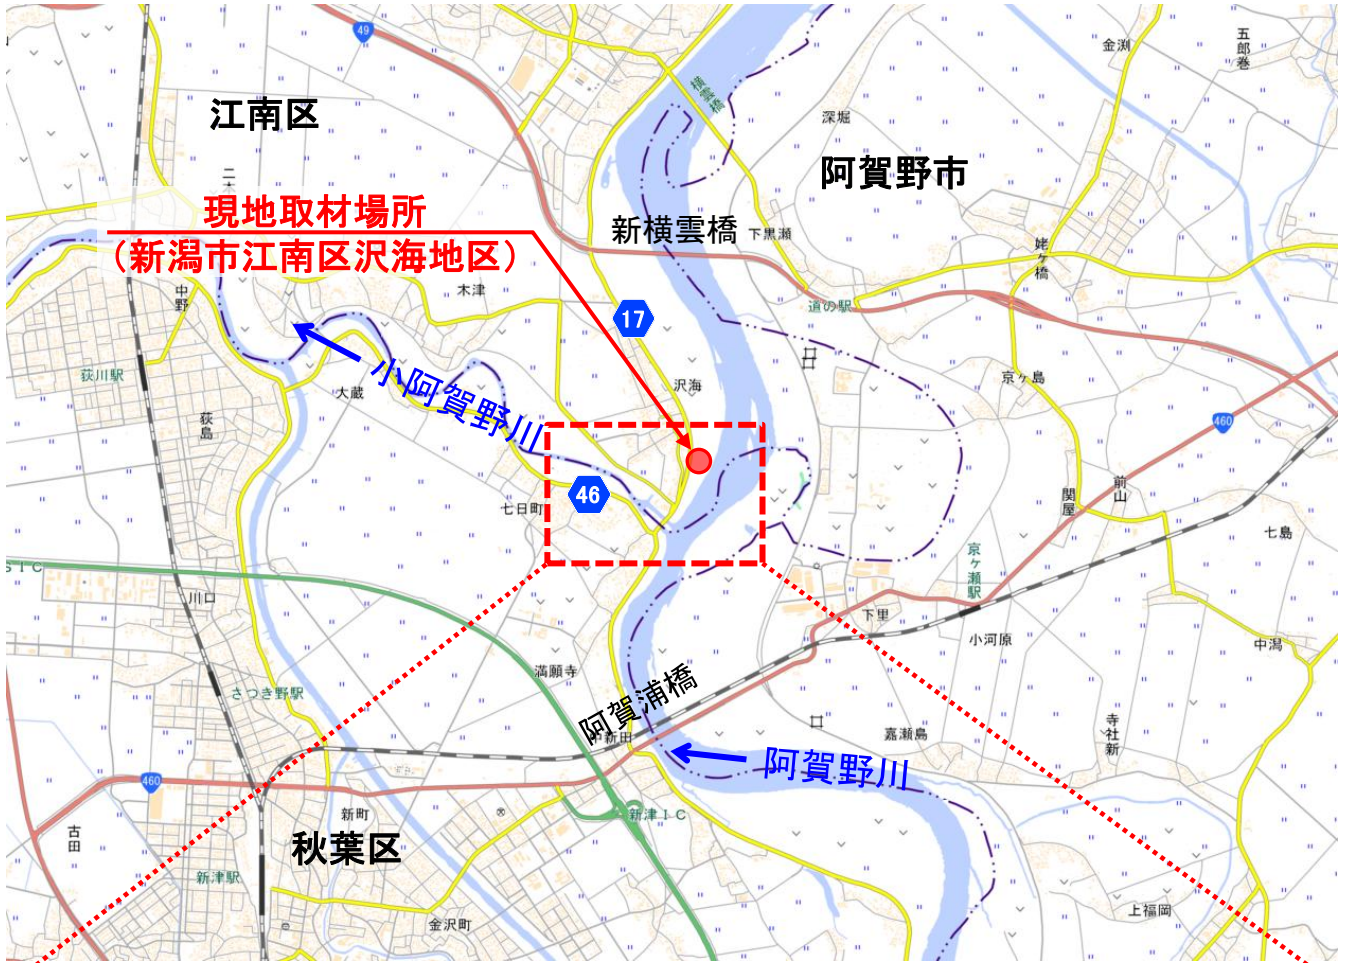 49
金渕
五郎巻
横雲橋
江南区
深堀
阿賀野市
現地取材場所
（新潟市江南区沢海地区）
新横雲橋
下黒瀬
姥ヶ橋
中野
木津
道の駅
17
荻川駅
小阿賀野川
沢海
京ヶ島
大蔵
荻島
460
46
七日町
関屋
前山
七島
京ヶ瀬駅
SIC
川口
下里
小河原
中潟
満願寺
さつき野駅
阿賀浦橋
中新田
寺社新
嘉瀬島
阿賀野川
460
新町
新津IC
古田
秋葉区
新津駅
金沢町
上福岡